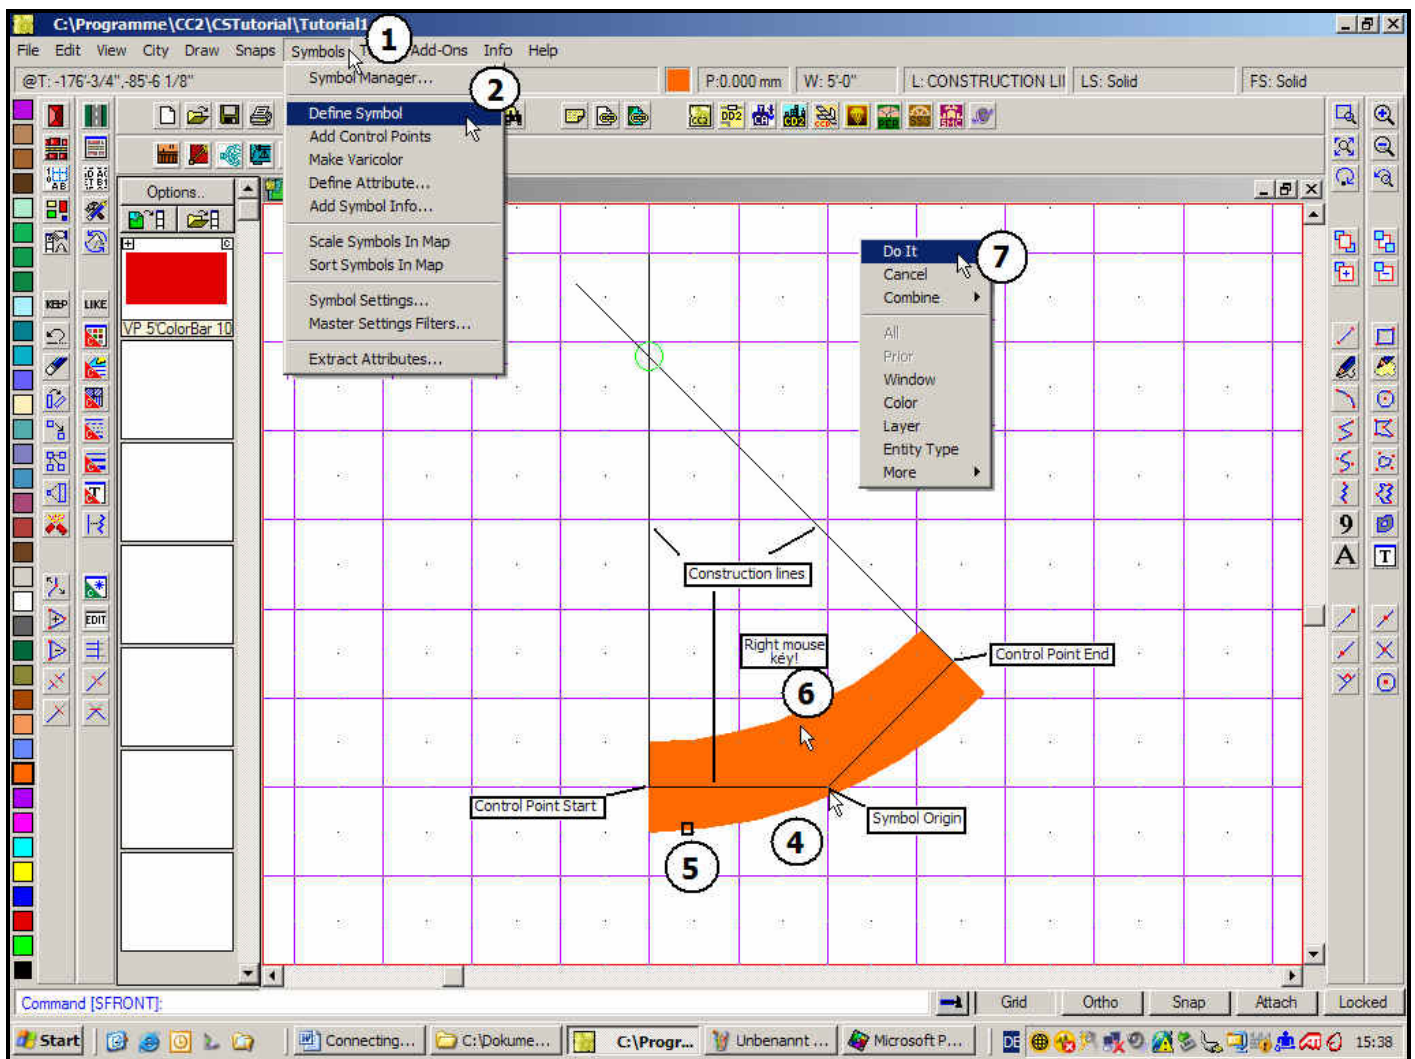 C:\Programme\CC2\CSTutorial\Tutorial1
1
File Edit View City Draw Snaps Symbols T Add-Ons Info Help
@T: -176'-3/4",-85'-6 1/8"
P:0.000 mm
W: 5'-0"
L: CONSTRUCTION LII
LS: Solid
FS: Solid
Symbol Manager...
2
Define Symbol
Add Control Points
Make Varicolor
Define Attribute...
Add Symbol Info...
Scale Symbols In Map
Sort Symbols In Map
Symbol Settings...
Master Settings Filters...
Extract Attributes...
Options..
VP 5'ColorBar 10
KEEP
LIKE
EDIT
Do It
7
Cancel
Combine
All
Prior
Window
Color
Layer
Entity Type
More
9
A
T
Construction lines
Right mouse
key!
6
Control Point End
Control Point Start
Symbol Origin
4
5
Command [SFRONT]:
Grid Ortho Snap Attach Locked
Start
Connecting...
C:\Dokume...
C:\Progr...
Unbenannt ...
Microsoft P...
DE
15:38